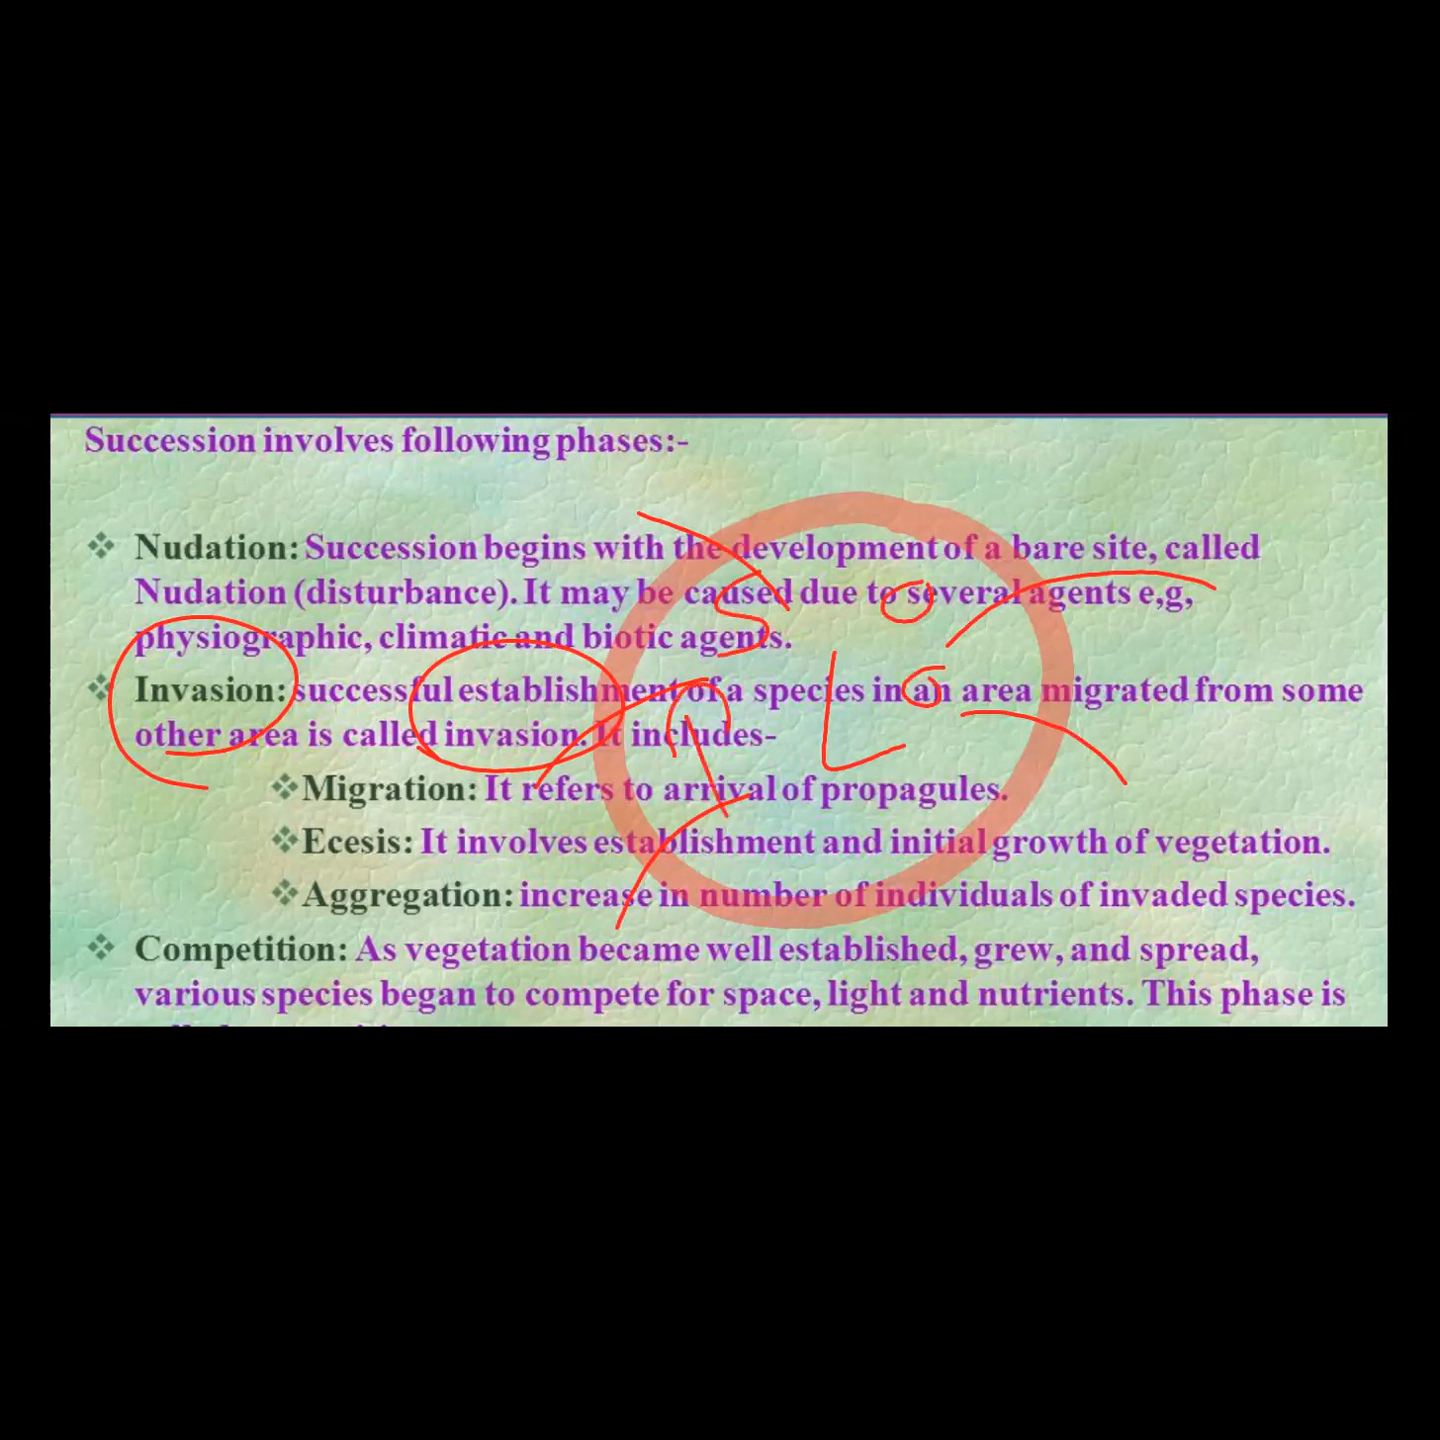 Succession involves following phases:-
Nudation: Succession begins with the development of a bare site, called
Nudation (disturbance). It may be caused due to several agents e,g,
physiographic, climatic and biotic agents.
Invasion: successful establishment of a species in an area migrated from some
other area is called invasion. It includes-
Migration: It refers to arrival of propagules.
Ecesis: It involves establishment and initial growth of vegetation.
Aggregation: increase in number of individuals of invaded species.
Competition: As vegetation became well established, grew, and spread,
various species began to compete for space, light and nutrients. This phase is